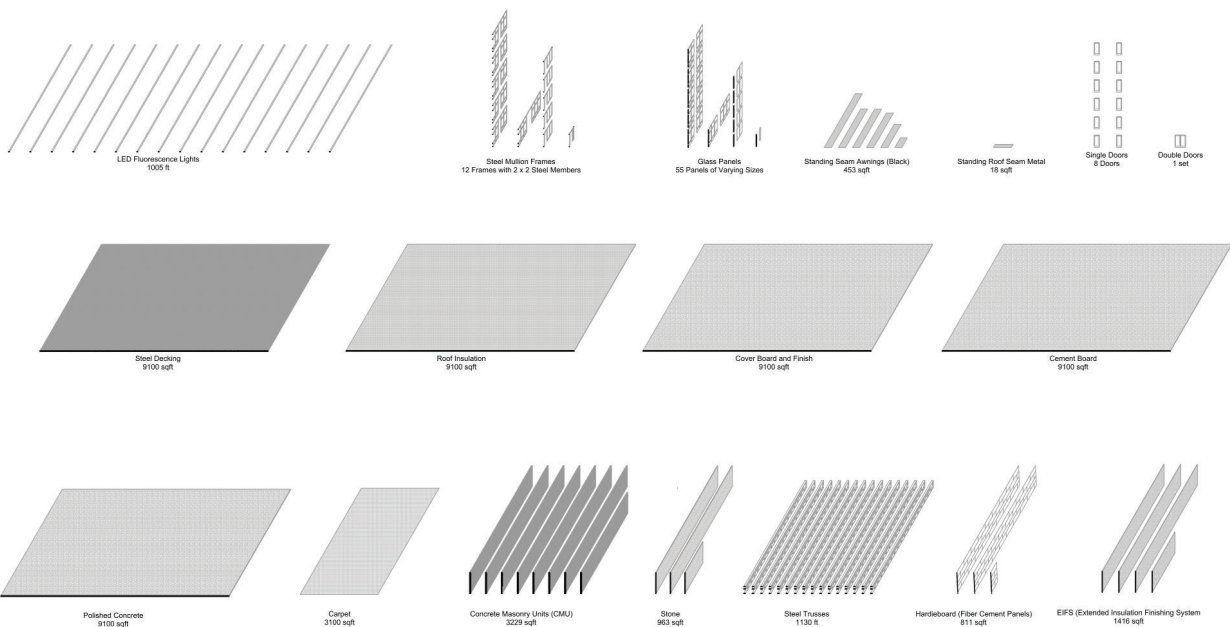 LED Fluorescence Lights
1005 ft
Steel Mullion Frames
12 Frames with 2 x 2 Steel Members
Glass Panels
55 Panels of Varying Sizes
Standing Seam Awnings (Black)
453 sqft
Standing Roof Seam Metal
18 sqft
Single Doors
8 Doors
Double Doors
1 set
Steel Decking
9100 sqft
Roof Insulation
9100 sqft
Cover Board and Finish
9100 sqft
Cement Board
9100 sqft
Polished Concrete
9100 sqft
Carpet
3100 sqft
Concrete Masonry Units (CMU)
3229 sqft
Stone
963 sqft
Steel Trusses
1130 ft
Hardieboard (Fiber Cement Panels)
811 sqft
EIFS (Extended Insulation Finishing System
1416 sqft